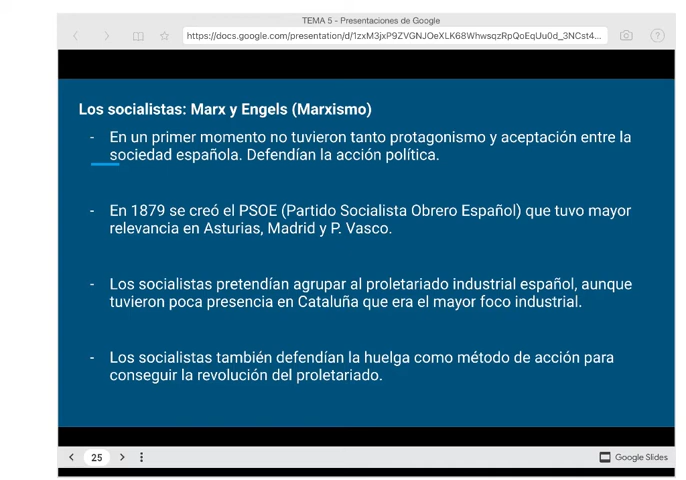 TEMA 5 - Presentaciones de Google
https://docs.google.com/presentation/d/1zxM3jxP9ZVGNJOeXLK68WhwsqzRpQoEqUu0d_3NCst4...
Los socialistas: Marx y Engels (Marxismo)
- En un primer momento no tuvieron tanto protagonismo y aceptación entre la
sociedad española. Defendían la acción política.
- En 1879 se creó el PSOE (Partido Socialista Obrero Español) que tuvo mayor
relevancia en Asturias, Madrid y P. Vasco.
- Los socialistas pretendían agrupar al proletariado industrial español, aunque
tuvieron poca presencia en Cataluña que era el mayor foco industrial.
- Los socialistas también defendían la huelga como método de acción para
conseguir la revolución del proletariado.
25
Google Slides